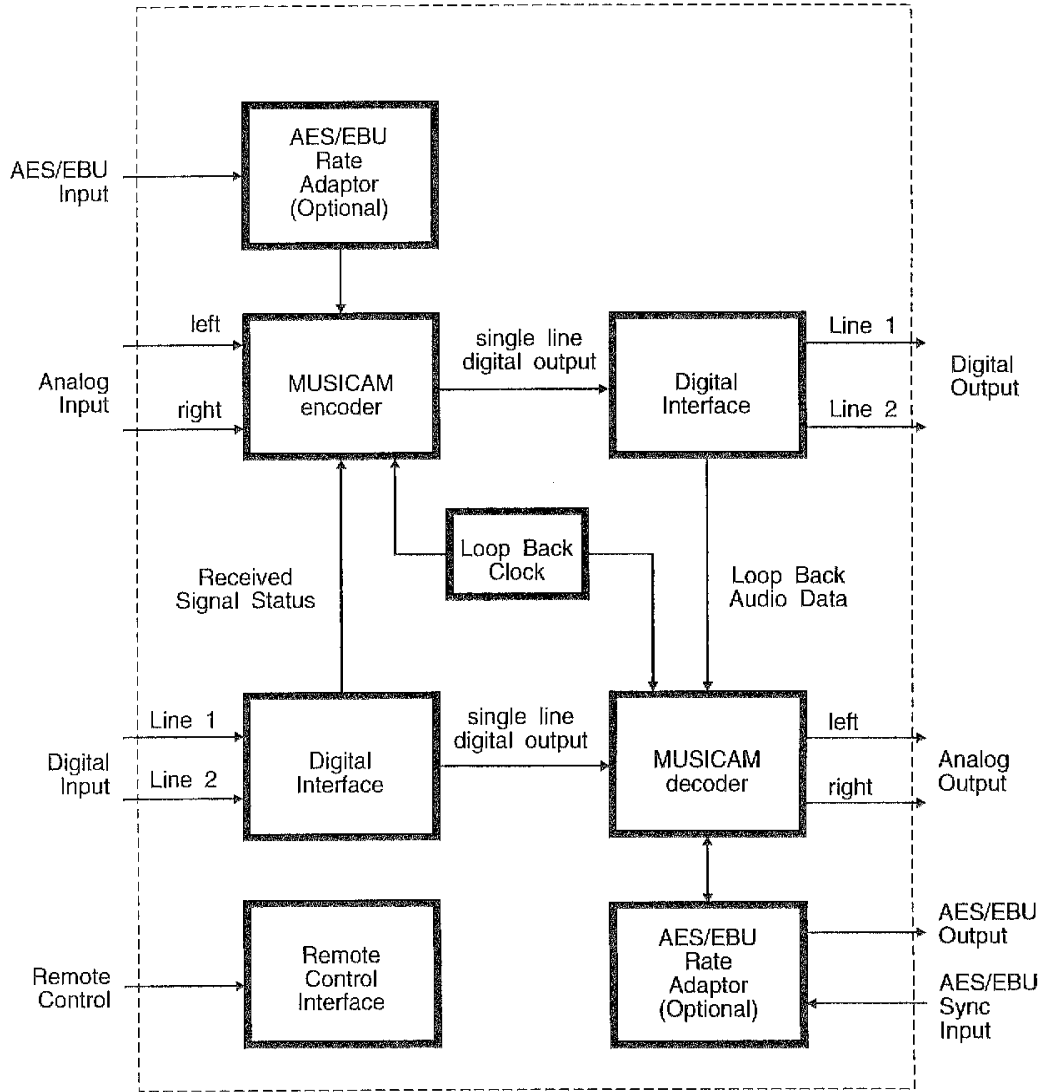 AES/EBU
Input
AES/EBU
Rate
Adaptor
(Optional)
left
Analog
Input
right
MUSICAM
encoder
single line
digital output
Digital
Interface
Line 1
Line 2
Digital
Output
Received
Signal Status
Loop Back
Clock
Loop Back
Audio Data
Line 1
Digital
Input
Line 2
Digital
Interface
single line
digital output
MUSICAM
decoder
left
right
Analog
Output
Remote
Control
Remote
Control
Interface
AES/EBU
Rate
Adaptor
(Optional)
AES/EBU
Output
AES/EBU
Sync
Input